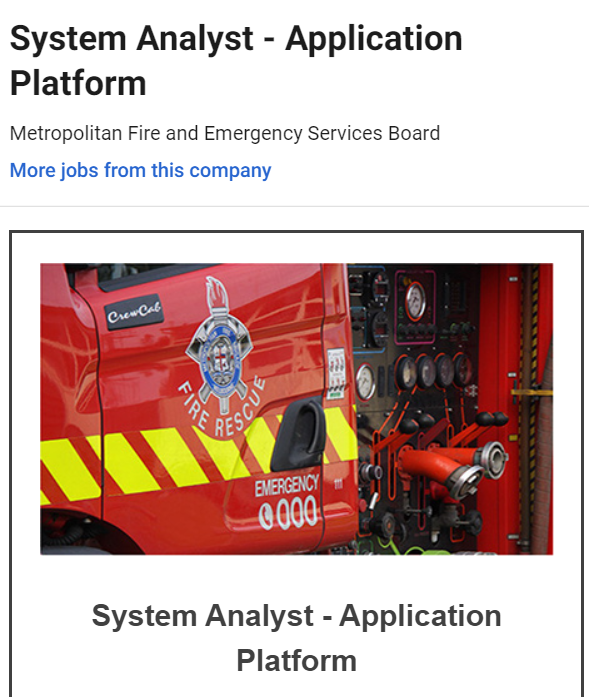 System Analyst - Application
Platform
Metropolitan Fire and Emergency Services Board
More jobs from this company
CrewCab
FIRE RESCUE
EMERGENCY
000
System Analyst - Application
Platform